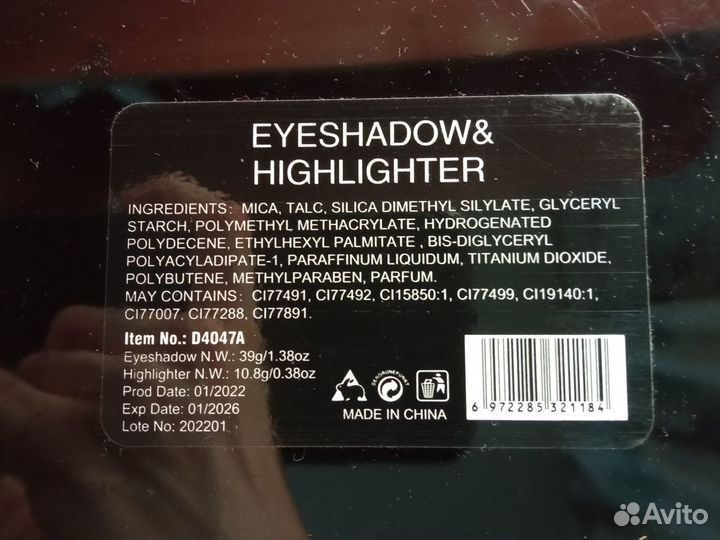 EYESHADOW&
HIGHLIGHTER
INGREDIENTS: MICA, TALC, SILICA DIMETHYL SILYLATE, GLYCERYL
STARCH, POLYMETHYL METHACRYLATE, HYDROGENATED
POLYDECENE, ETHYLHEXYL PALMITATE , BIS-DIGLYCERYL
POLYACYLADIPATE-1, PARAFFINUM LIQUIDUM, TITANIUM DIOXIDE,
POLYBUTENE, METHYLPARABEN, PARFUM.
MAY CONTAINS: CI77491, CI77492, CI15850:1, CI77499, CI19140:1,
CI77007, CI77288, CI77891.
Item No.: D4047A
Eyeshadow N.W.: 39g/1.38oz
Highlighter N.W.: 10.8g/0.38oz
Prod Date: 01/2022
Exp Date: 01/2026
Lote No: 202201
MADE IN CHINA
6 972285 321184
Avito